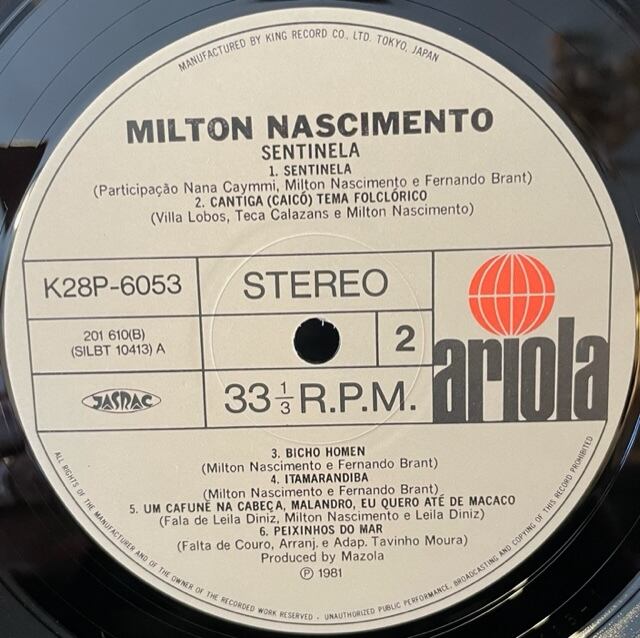 MANUFACTURED BY KING RECORD CO., LTD. TOKYO, JAPAN
MILTON NASCIMENTO
SENTINELA
1. SENTINELA
(Participação Nana Caymmi, Milton Nascimento e Fernando Brant)
2. CANTIGA (CAICÓ) TEMA FOLCLÓRICO
(Villa Lobos, Teca Calazans e Milton Nascimento)
K28P-6053
STEREO
201 610(B)
(SILBT 10413) A
2
ariola
JASRAC
33 1/3 R.P.M.
3. BICHO HOMEN
(Milton Nascimento e Fernando Brant)
4. ITAMARANDIBA
(Milton Nascimento e Fernando Brant)
5. UM CAFUNÉ NA CABEÇA, MALANDRO, EU QUERO ATÉ DE MACACO
(Fala de Leila Diniz, Milton Nascimento e Leila Diniz)
6. PEIXINHOS DO MAR
(Falta de Couro, Arranj. e Adap. Tavinho Moura)
Produced by Mazola
Ⓟ 1981
ALL RIGHTS OF THE MANUFACTURER AND OF THE OWNER OF THE RECORDED WORK RESERVED - UNAUTHORIZED PUBLIC PERFORMANCE, BROADCASTING AND COPYING OF THIS RECORD PROHIBITED